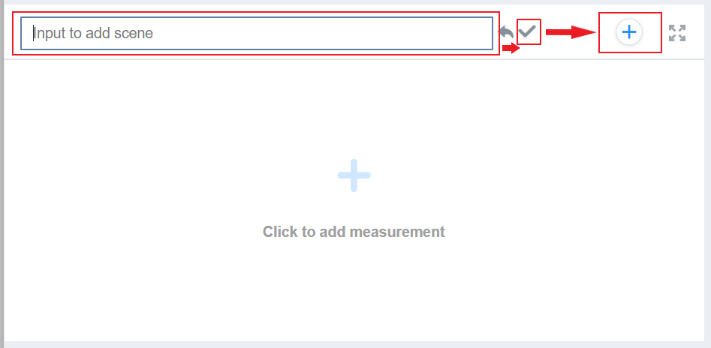 Input to add scene
Click to add measurement